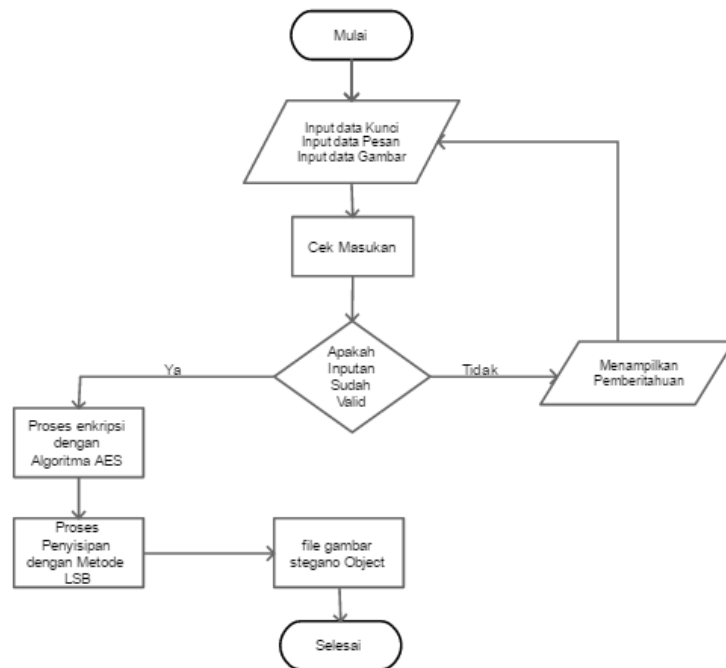 Mulai
Input data Kunci
Input data Pesan
Input data Gambar
Cek Masukan
Apakah
Inputan
Sudah
Valid
Ya
Tidak
Menampilkan
Pemberitahuan
Proses enkripsi
dengan
Algoritma AES
Proses
Penyisipan
dengan Metode
LSB
file gambar
stegano Object
Selesai